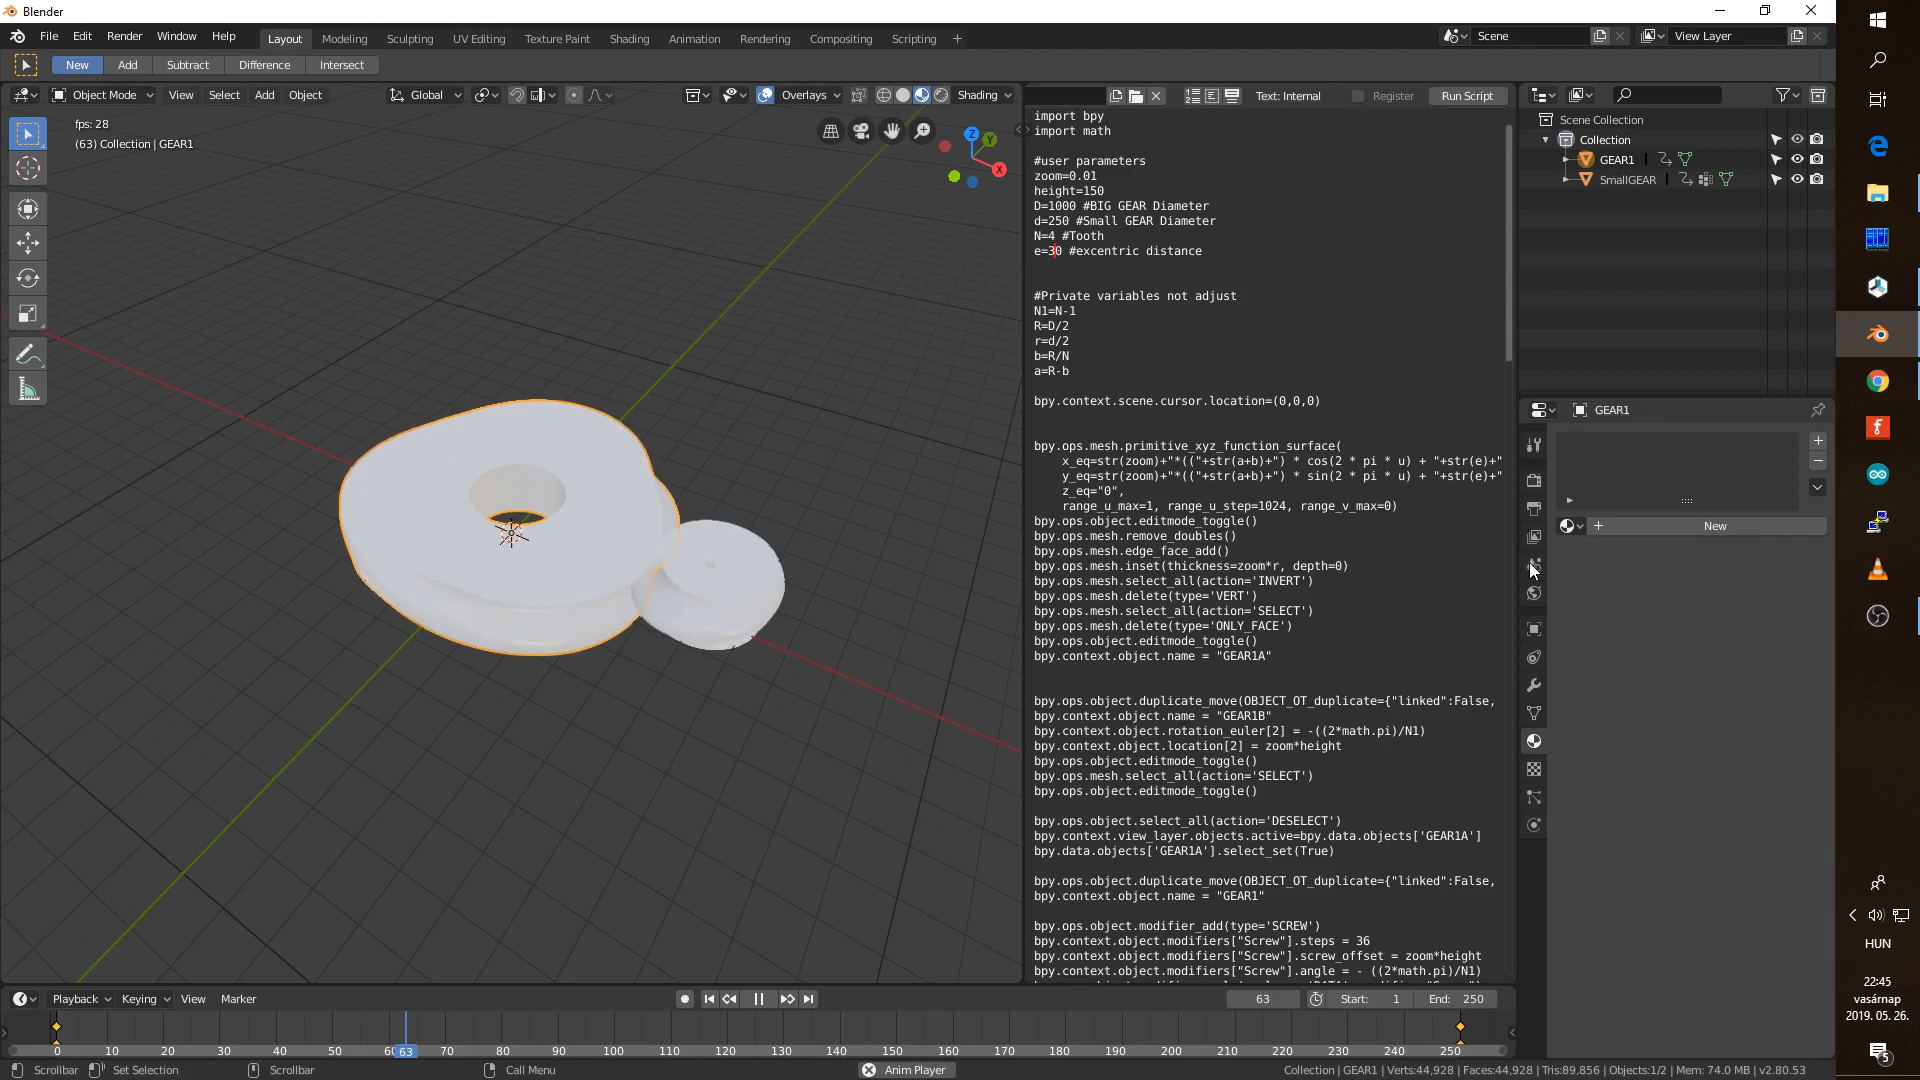 Blender
File Edit Render Window Help
Layout Modeling Sculpting UV Editing Texture Paint Shading Animation Rendering Compositing Scripting +
Scene
View Layer
New Add Subtract Difference Intersect
Object Mode View Select Add Object
Global
Overlays
Shading
Text: Internal
Register
Run Script
fps: 28
(63) Collection | GEAR1
Z
Y
X
import bpy
import math
#user parameters
zoom=0.01
height=150
D=1000 #BIG GEAR Diameter
d=250 #Small GEAR Diameter
N=4 #Tooth
e=30 #excentric distance
#Private variables not adjust
N1=N-1
R=D/2
r=d/2
b=R/N
a=R-b
bpy.context.scene.cursor.location=(0,0,0)
bpy.ops.mesh.primitive_xyz_function_surface(
x_eq=str(zoom)+"*(("+str(a+b)+") * cos(2 * pi * u) + "+str(e)+"
y_eq=str(zoom)+"*(("+str(a+b)+") * sin(2 * pi * u) + "+str(e)+"
z_eq="0",
range_u_max=1, range_u_step=1024, range_v_max=0)
bpy.ops.object.editmode_toggle()
bpy.ops.mesh.remove_doubles()
bpy.ops.mesh.edge_face_add()
bpy.ops.mesh.inset(thickness=zoom*r, depth=0)
bpy.ops.mesh.select_all(action='INVERT')
bpy.ops.mesh.delete(type='VERT')
bpy.ops.mesh.select_all(action='SELECT')
bpy.ops.mesh.delete(type='ONLY_FACE')
bpy.ops.object.editmode_toggle()
bpy.context.object.name = "GEAR1A"
bpy.ops.object.duplicate_move(OBJECT_OT_duplicate={"linked":False,
bpy.context.object.name = "GEAR1B"
bpy.context.object.rotation_euler[2] = -((2*math.pi)/N1)
bpy.context.object.location[2] = zoom*height
bpy.ops.object.editmode_toggle()
bpy.ops.mesh.select_all(action='SELECT')
bpy.ops.object.editmode_toggle()
bpy.ops.object.select_all(action='DESELECT')
bpy.context.view_layer.objects.active=bpy.data.objects['GEAR1A']
bpy.data.objects['GEAR1A'].select_set(True)
bpy.ops.object.duplicate_move(OBJECT_OT_duplicate={"linked":False,
bpy.context.object.name = "GEAR1"
bpy.ops.object.modifier_add(type='SCREW')
bpy.context.object.modifiers["Screw"].steps = 36
bpy.context.object.modifiers["Screw"].screw_offset = zoom*height
bpy.context.object.modifiers["Screw"].angle = - ((2*math.pi)/N1)
Scene Collection
Collection
GEAR1
SmallGEAR
GEAR1
New
Playback Keying View Marker
63
Start: 1
End: 250
0 10 20 30 40 50 60 63 70 80 90 100 110 120 130 140 150 160 170 180 190 200 210 220 230 240 250
Scrollbar Set Selection Scrollbar Call Menu
Anim Player
Collection | GEAR1 | Verts:44,928 | Faces:44,928 | Tris:89,856 | Objects:1/2 | Mem: 74.0 MB | v2.80.53
HUN
22:45
vasárnap
2019. 05. 26.
5